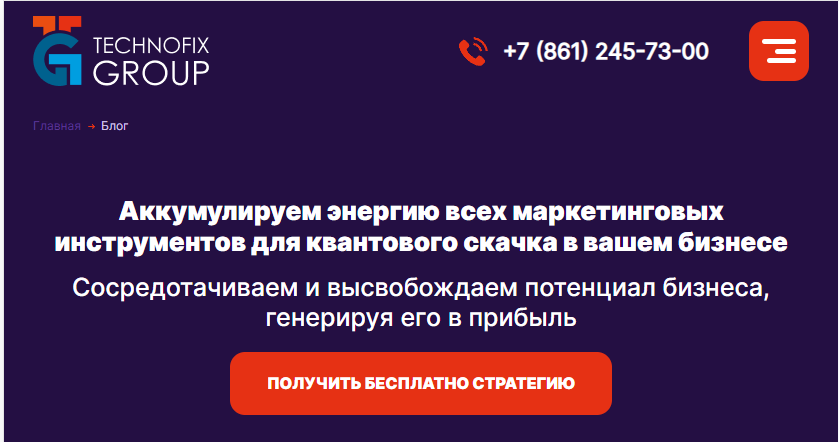 TECHNOFIX
GROUP
+7 (861) 245-73-00
Главная → Блог
Аккумулируем энергию всех маркетинговых
инструментов для квантового скачка в вашем бизнесе
Сосредотачиваем и высвобождаем потенциал бизнеса,
генерируя его в прибыль
ПОЛУЧИТЬ БЕСПЛАТНО СТРАТЕГИЮ